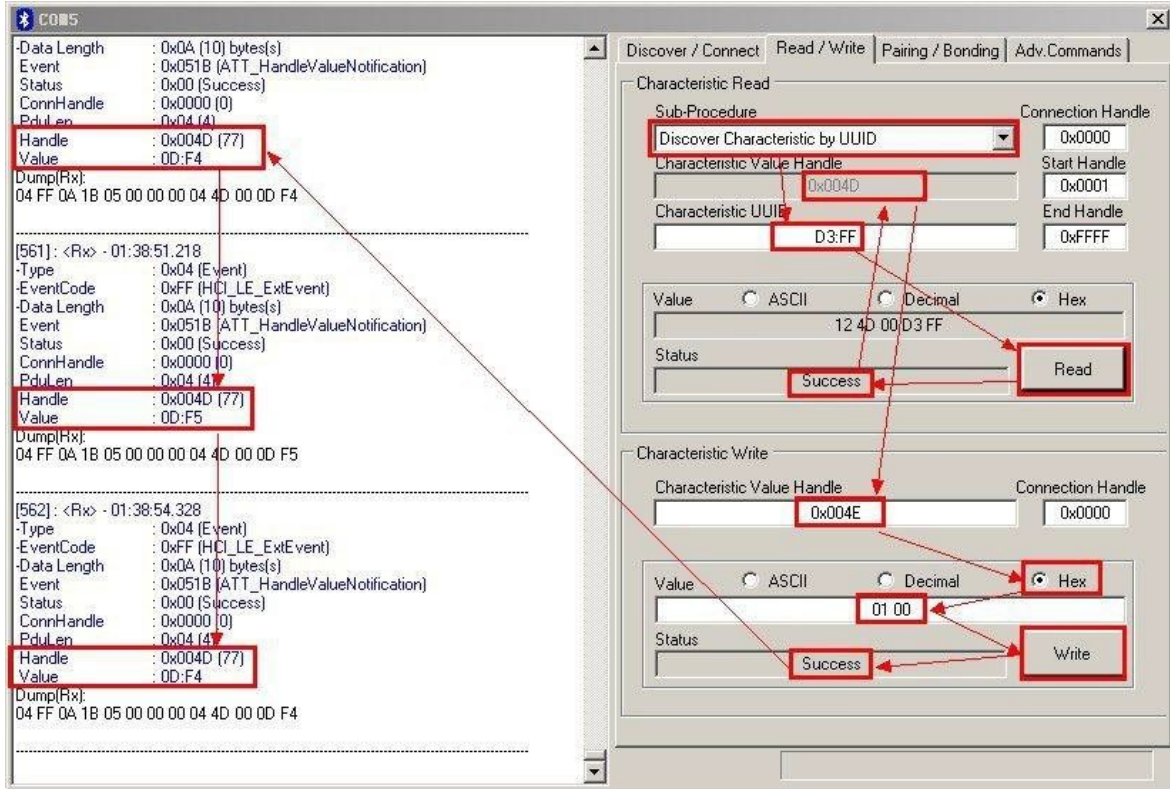 COM5
-Data Length : 0x0A (10) bytes(s)
Event : 0x051B (ATT_HandleValueNotification)
Status : 0x00 (Success)
ConnHandle : 0x0000 (0)
PduLen : 0x04 (4)
Handle : 0x004D (77)
Value : 0D:F4
Dump(Rx):
04 FF 0A 1B 05 00 00 00 04 4D 00 0D F4
[561] : <Rx> - 01:38:51.218
-Type : 0x04 (Event)
-EventCode : 0xFF (HCI_LE_ExtEvent)
-Data Length : 0x0A (10) bytes(s)
Event : 0x051B (ATT_HandleValueNotification)
Status : 0x00 (Success)
ConnHandle : 0x0000 (0)
PduLen : 0x04 (4)
Handle : 0x004D (77)
Value : 0D:F5
Dump(Rx):
04 FF 0A 1B 05 00 00 00 04 4D 00 0D F5
[562] : <Rx> - 01:38:54.328
-Type : 0x04 (Event)
-EventCode : 0xFF (HCI_LE_ExtEvent)
-Data Length : 0x0A (10) bytes(s)
Event : 0x051B (ATT_HandleValueNotification)
Status : 0x00 (Success)
ConnHandle : 0x0000 (0)
PduLen : 0x04 (4)
Handle : 0x004D (77)
Value : 0D:F4
Dump(Rx):
04 FF 0A 1B 05 00 00 00 04 4D 00 0D F4
Discover / Connect Read / Write Pairing / Bonding Adv.Commands
Characteristic Read
Sub-Procedure Connection Handle
Discover Characteristic by UUID 0x0000
Characteristic Value Handle Start Handle
0x004D 0x0001
Characteristic UUID End Handle
D3:FF 0xFFFF
Value ASCII Decimal Hex
12 4D 00 D3 FF
Status
Success Read
Characteristic Write
Characteristic Value Handle Connection Handle
0x004E 0x0000
Value ASCII Decimal Hex
01 00
Status
Success Write